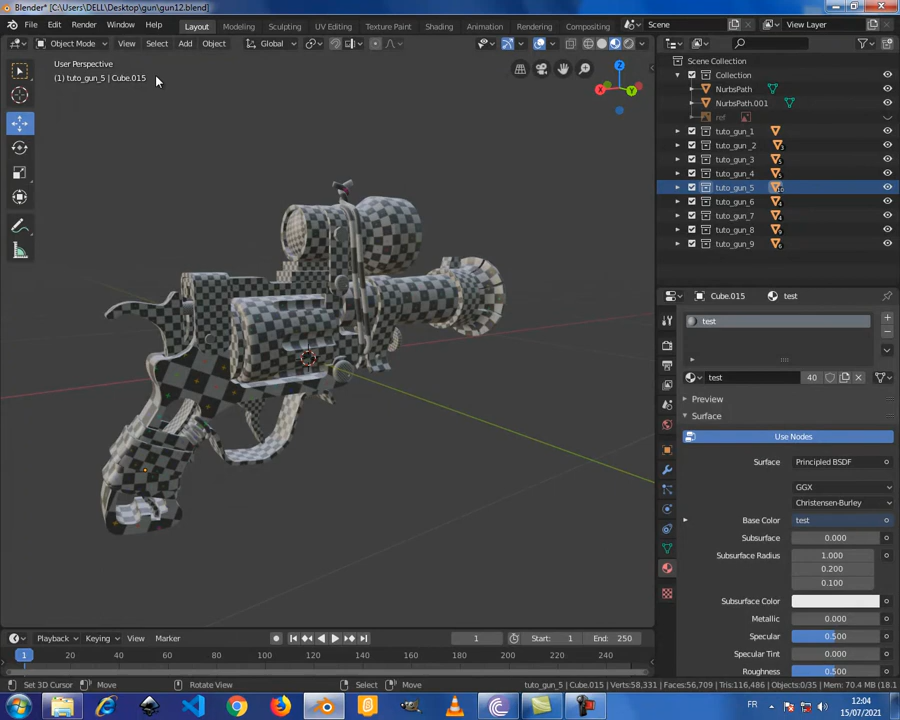 Blender* [C:\Users\DELL\Desktop\gun\gun12.blend]
File Edit Render Window Help Layout Modeling Sculpting UV Editing Texture Paint Shading Animation Rendering Compositing Scene View Layer
Object Mode View Select Add Object Global
User Perspective
(1) tuto_gun_5 | Cube.015
Z
X
Y
Scene Collection
Collection
NurbsPath
NurbsPath.001
ref
tuto_gun_1
tuto_gun _2
tuto_gun_3
tuto_gun_4
tuto_gun_5
tuto_gun_6
tuto_gun_7
tuto_gun_8
tuto_gun_9
Cube.015 test
test
test 40
Preview
Surface
Use Nodes
Surface Principled BSDF
GGX
Christensen-Burley
Base Color test
Subsurface 0.000
Subsurface Radius 1.000
0.200
0.100
Subsurface Color
Metallic 0.000
Specular 0.500
Specular Tint 0.000
Roughness 0.500
Playback Keying View Marker 1 Start: 1 End: 250
1 20 40 60 80 100 120 140 160 180 200 220 240
Set 3D Cursor Move Rotate View Select Move tuto_gun_5 | Cube.015 | Verts:58,331 | Faces:56,709 | Tris:116,486 | Objects:0/35 | Mem: 70.4 MB (18.1
FR 12:04
15/07/2021